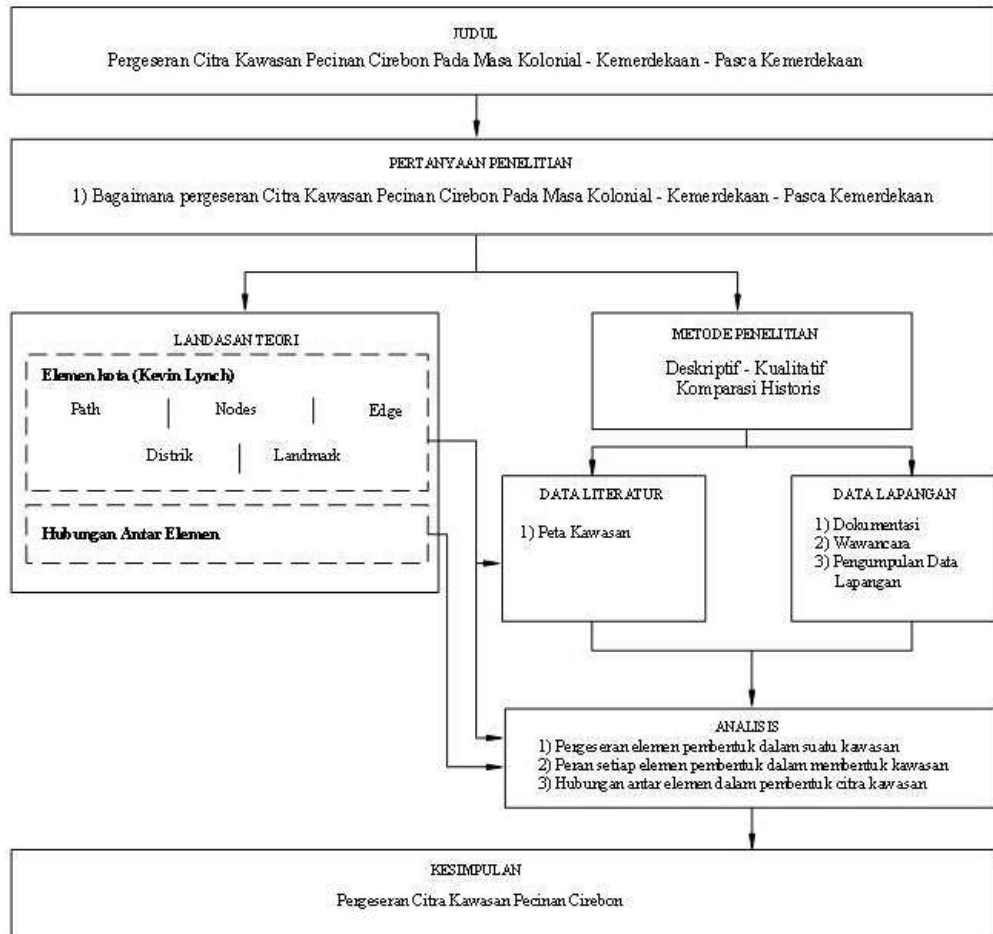 JUDUL
Pergeseran Citra Kawasan Pecinan Cirebon Pada Masa Kolonial - Kemerdekaan - Pasca Kemerdekaan
PERTANYAAN PENELITIAN
1) Bagaimana pergeseran Citra Kawasan Pecinan Cirebon Pada Masa Kolonial - Kemerdekaan - Pasca Kemerdekaan
LANDASAN TEORI
Elemen kota (Kevin Lynch)
Path
Nodes
Edge
Distrik
Landmark
Hubungan Antar Elemen
METODE PENELITIAN
Deskriptif - Kualitatif
Komparasi Historis
DATA LITERATUR
1) Peta Kawasan
DATA LAPANGAN
1) Dokumentasi
2) Wawancara
3) Pengumpulan Data
Lapangan
ANALISIS
1) Pergeseran elemen pembentuk dalam suatu kawasan
2) Peran setiap elemen pembentuk dalam membentuk kawasan
3) Hubungan antar elemen dalam pembentuk citra kawasan
KESIMPULAN
Pergeseran Citra Kawasan Pecinan Cirebon